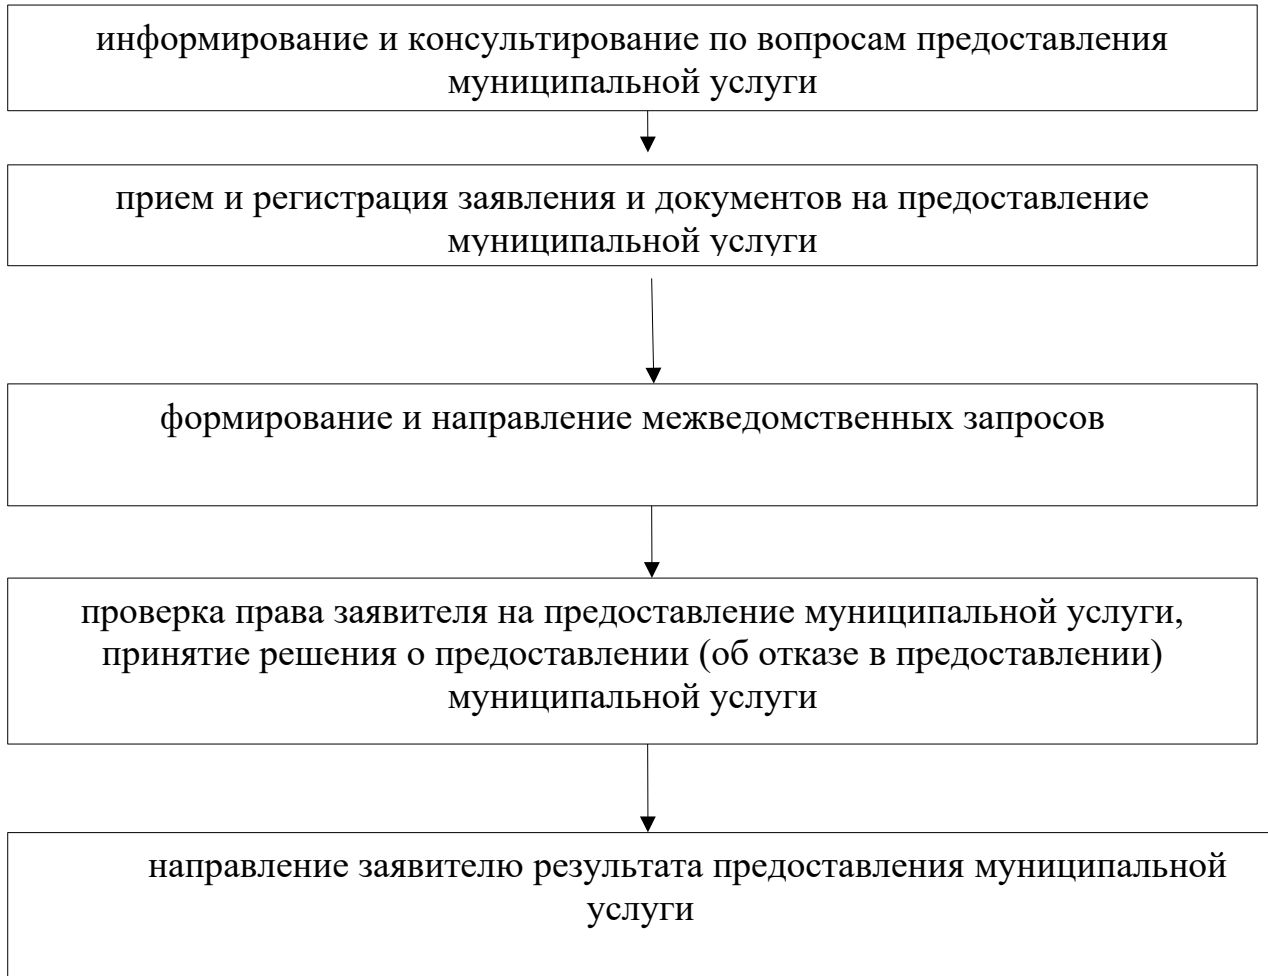 информирование и консультирование по вопросам предоставления
муниципальной услуги
прием и регистрация заявления и документов на предоставление
муниципальной услуги
формирование и направление межведомственных запросов
проверка права заявителя на предоставление муниципальной услуги,
принятие решения о предоставлении (об отказе в предоставлении)
муниципальной услуги
направление заявителю результата предоставления муниципальной
услуги